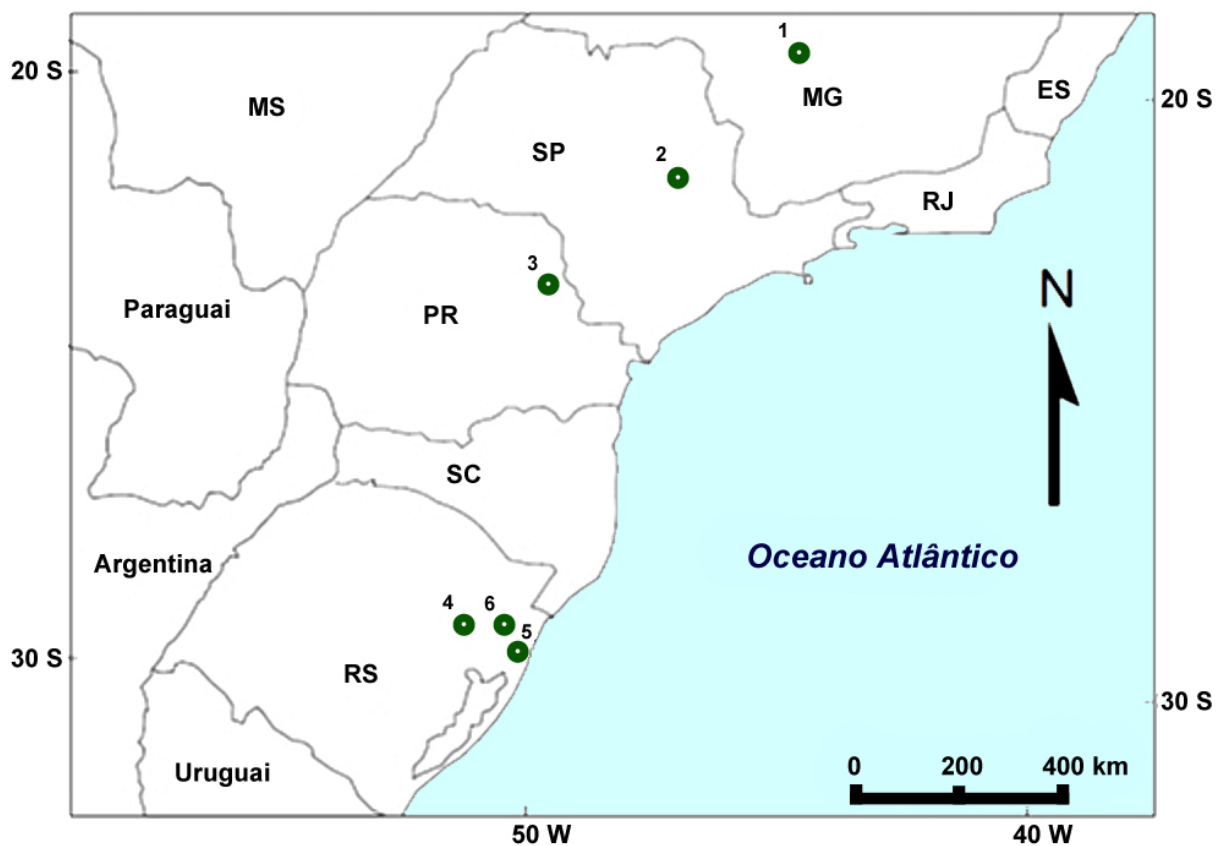 1
20 S
MS
MG
ES
20 S
SP
2
RJ
3
N
Paraguai
PR
SC
Argentina
Oceano Atlântico
4
6
5
30 S
RS
30 S
Uruguai
0 200 400 km
50 W
40 W